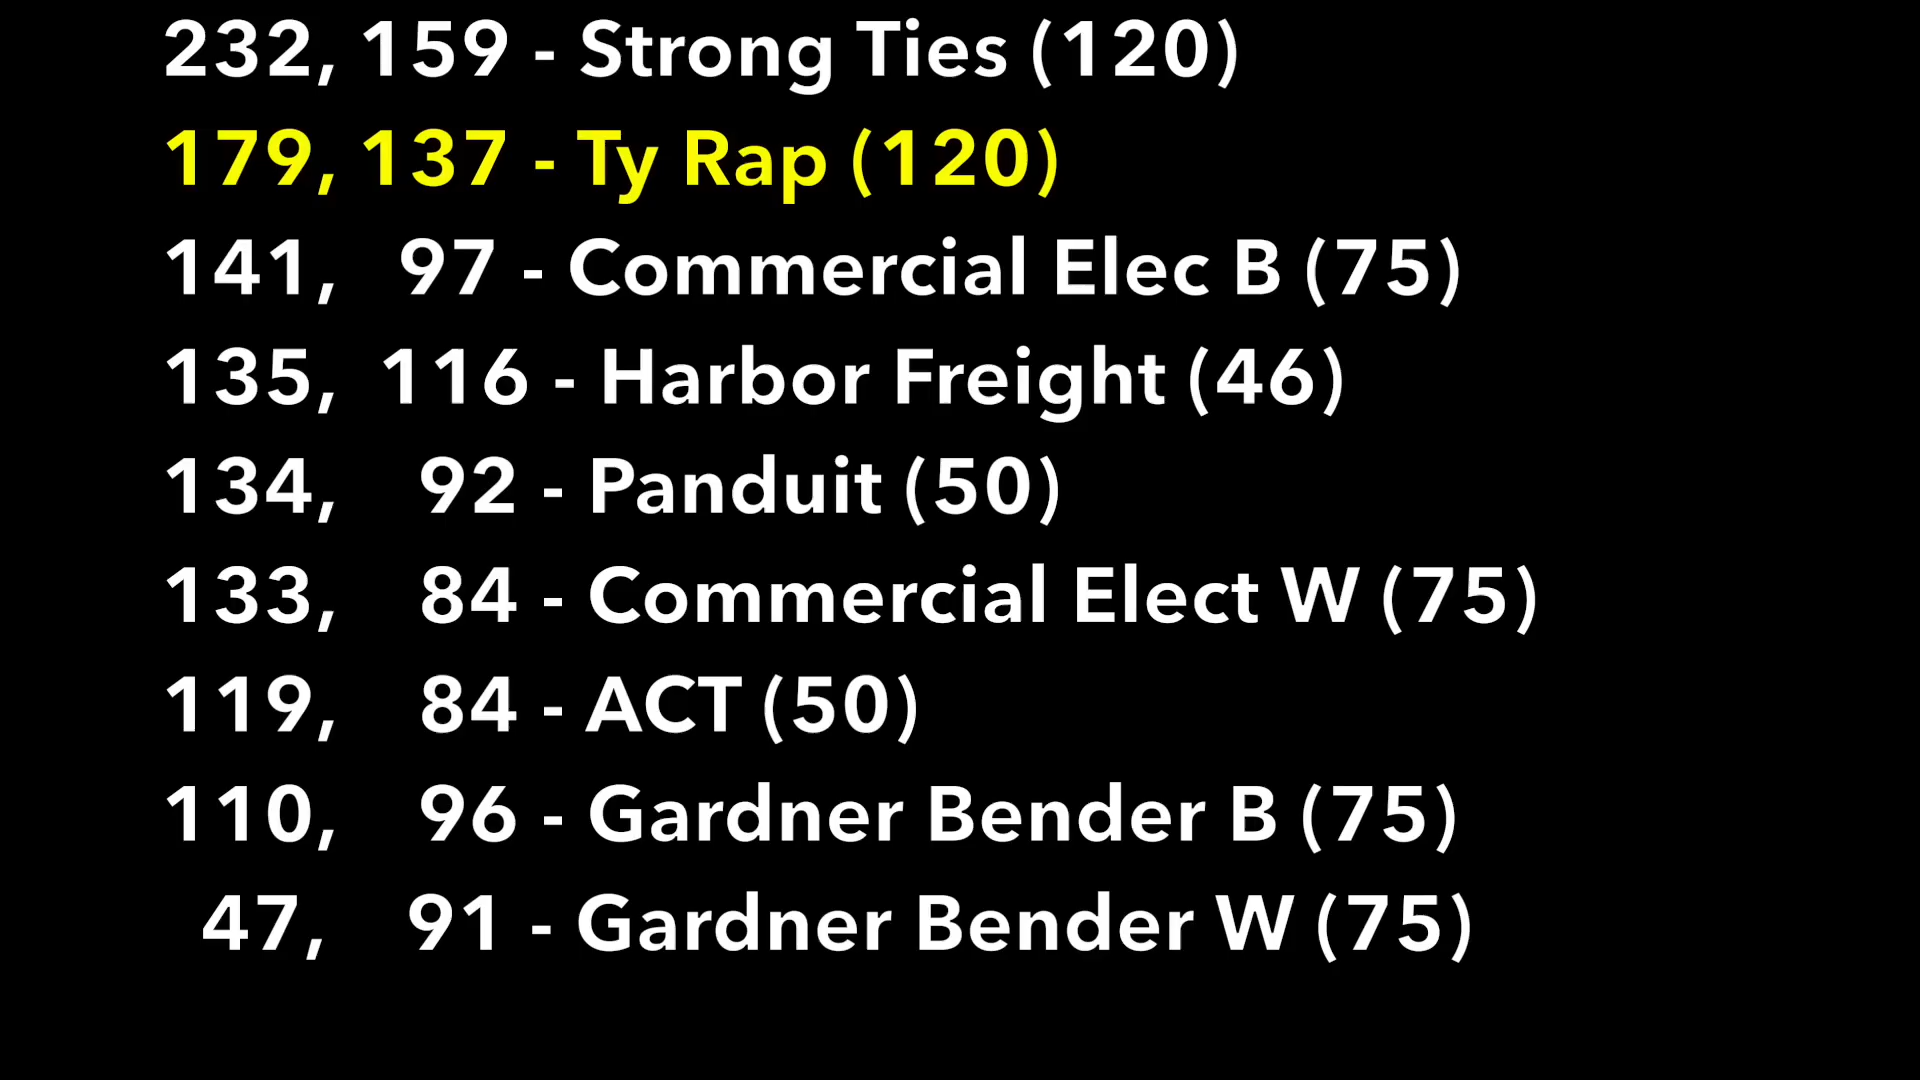 232, 159 - Strong Ties (120)
179, 137 - Ty Rap (120)
141, 97 - Commercial Elec B (75)
135, 116 - Harbor Freight (46)
134, 92 - Panduit (50)
133, 84 - Commercial Elect W (75)
119, 84 - ACT (50)
110, 96 - Gardner Bender B (75)
47, 91 - Gardner Bender W (75)